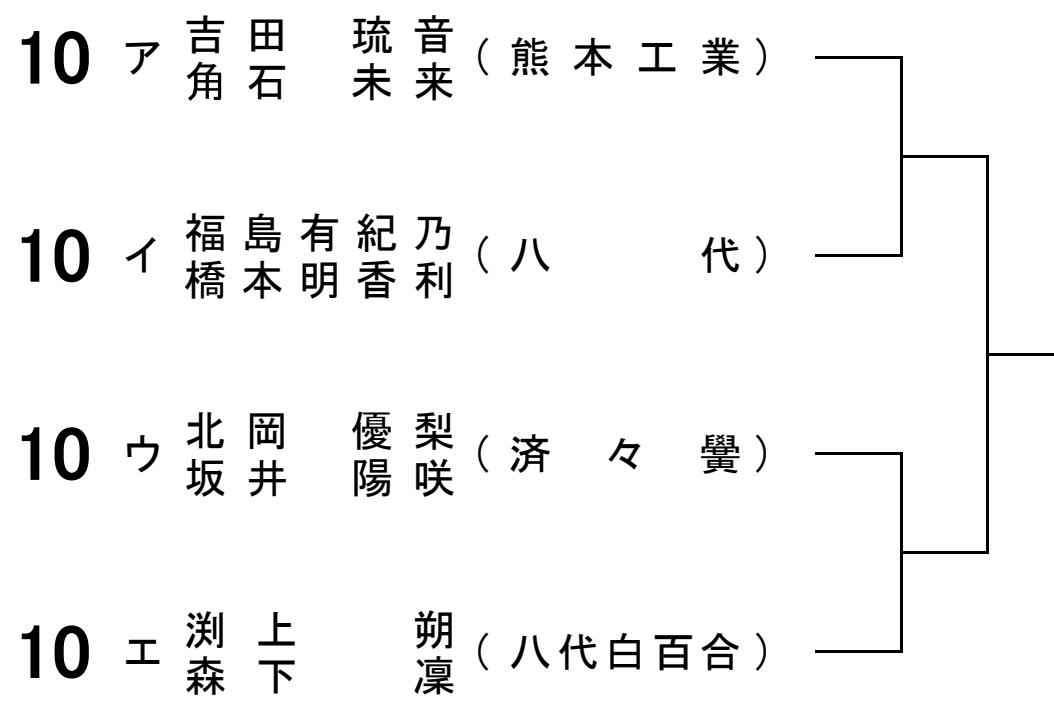 10 ア 吉田 琉音 (熊本工業)
角石 未来
10 イ 福島有紀乃 (八代)
橋本明香利
10 ウ 北岡 優梨 (済々黌)
坂井 陽咲
10 エ 渕上 朔 (八代白百合)
森下 凜